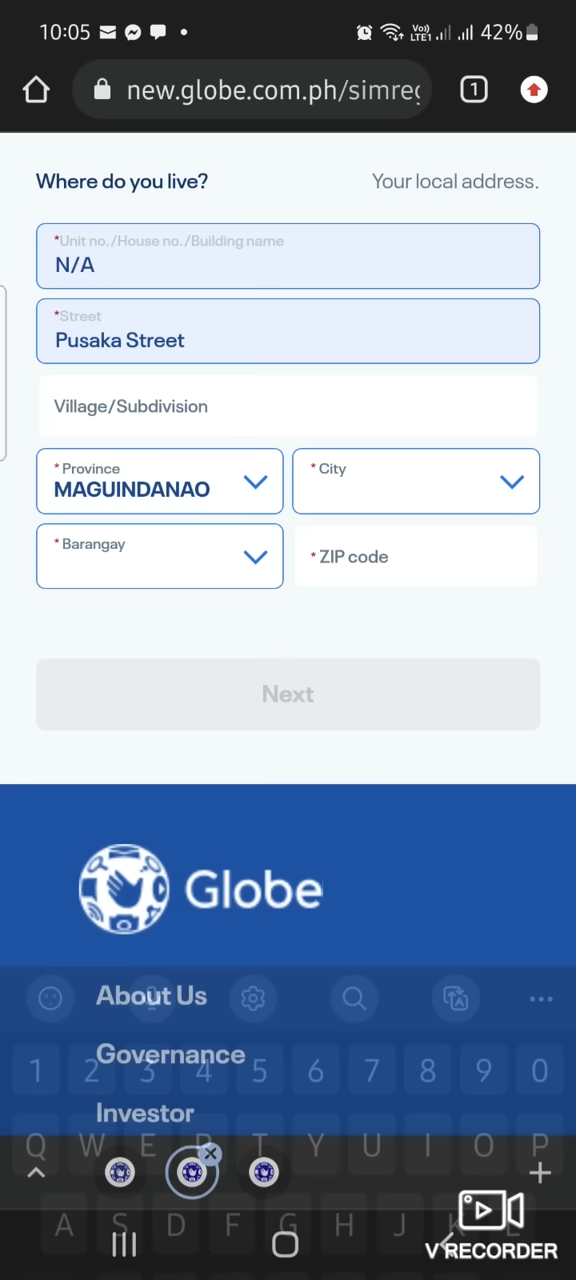 10:05
Vo)) LTE1 42%
new.globe.com.ph/simreg
1
Where do you live? Your local address.
*Unit no./House no./Building name
N/A
*Street
Pusaka Street
Village/Subdivision
* Province * City
MAGUINDANAO
* Barangay * ZIP code
Next
Globe
About Us
1 2 3 4 5 6 7 8 9 0
Governance
Investor
Q W E R T Y U I O P
A S D F G H J K L
V RECORDER